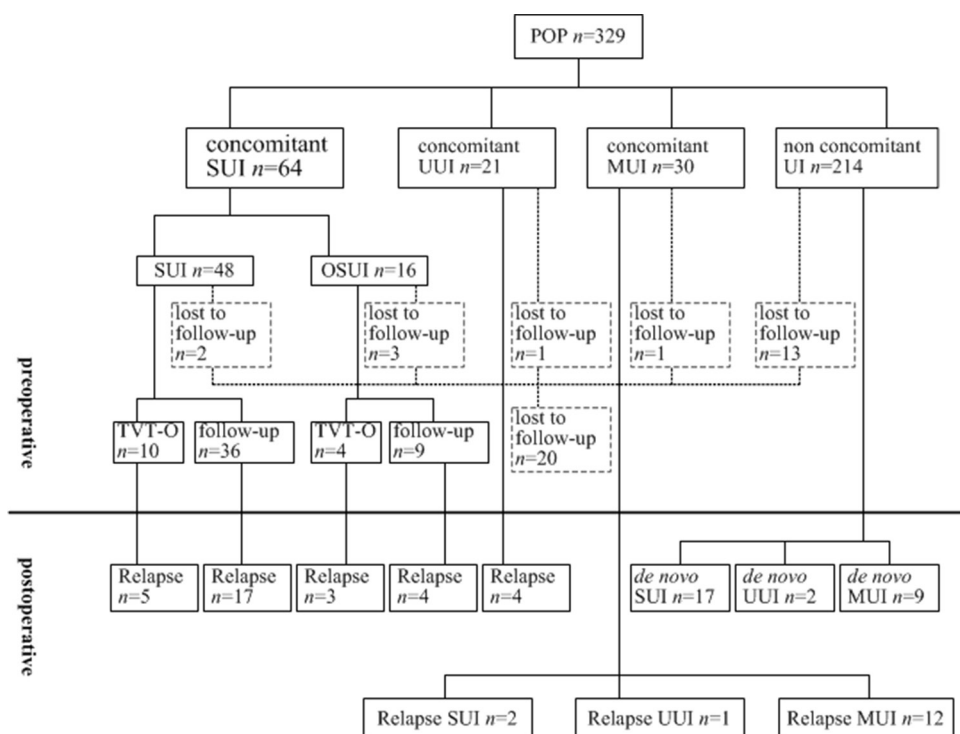 POP n=329
concomitant
SUI n=64
concomitant
UUI n=21
concomitant
MUI n=30
non concomitant
UI n=214
SUI n=48
OSUI n=16
lost to
follow-up
n=2
lost to
follow-up
n=3
lost to
follow-up
n=1
lost to
follow-up
n=1
lost to
follow-up
n=13
preoperative
TVT-O
n=10
follow-up
n=36
TVT-O
n=4
follow-up
n=9
lost to
follow-up
n=20
postoperative
Relapse
n=5
Relapse
n=17
Relapse
n=3
Relapse
n=4
Relapse
n=4
de novo
SUI n=17
de novo
UUI n=2
de novo
MUI n=9
Relapse SUI n=2
Relapse UUI n=1
Relapse MUI n=12